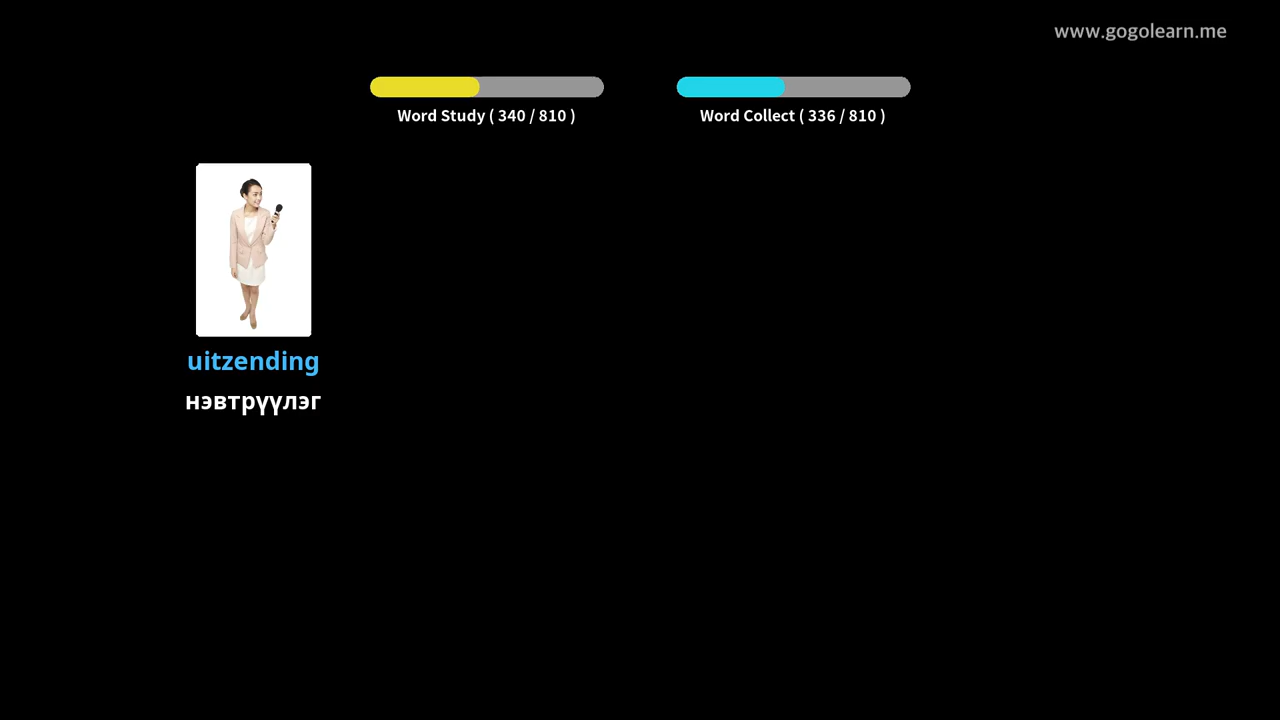 www.gogolearn.me
Word Study ( 340 / 810 )
Word Collect ( 336 / 810 )
uitzending
нэвтрүүлэг